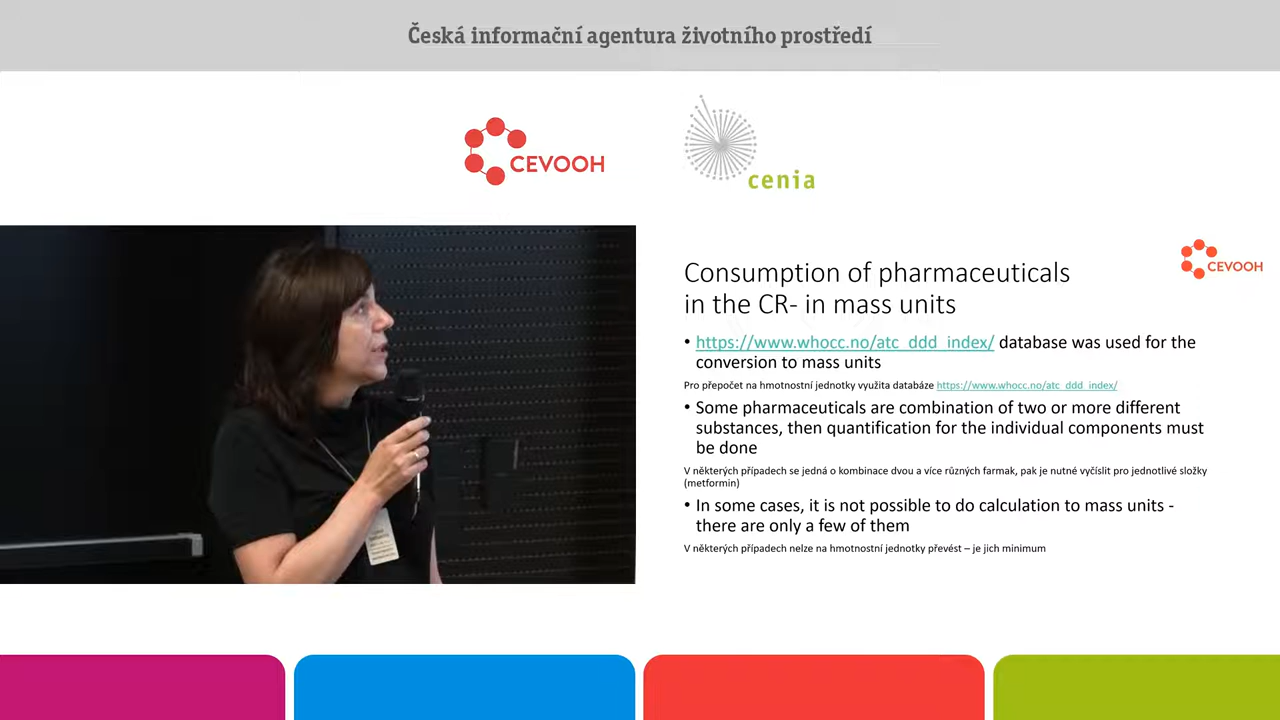 Česká informační agentura životního prostředí
CEVOOH
cenia
CEVOOH
Consumption of pharmaceuticals
in the CR- in mass units
• https://www.whocc.no/atc_ddd_index/ database was used for the
conversion to mass units
Pro přepočet na hmotnostní jednotky využita databáze https://www.whocc.no/atc_ddd_index/
• Some pharmaceuticals are combination of two or more different
substances, then quantification for the individual components must
be done
V některých případech se jedná o kombinace dvou a více různých farmak, pak je nutné vyčíslit pro jednotlivé složky
(metformin)
• In some cases, it is not possible to do calculation to mass units -
there are only a few of them
V některých případech nelze na hmotnostní jednotky převést – je jich minimum